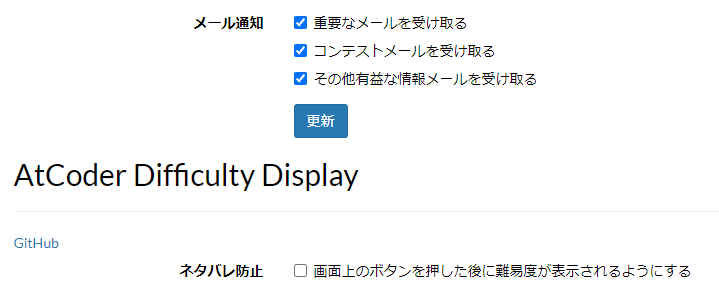 メール通知 重要なメールを受け取る
コンテストメールを受け取る
その他有益な情報メールを受け取る
更新
AtCoder Difficulty Display
GitHub
ネタバレ防止 画面上のボタンを押した後に難易度が表示されるようにする